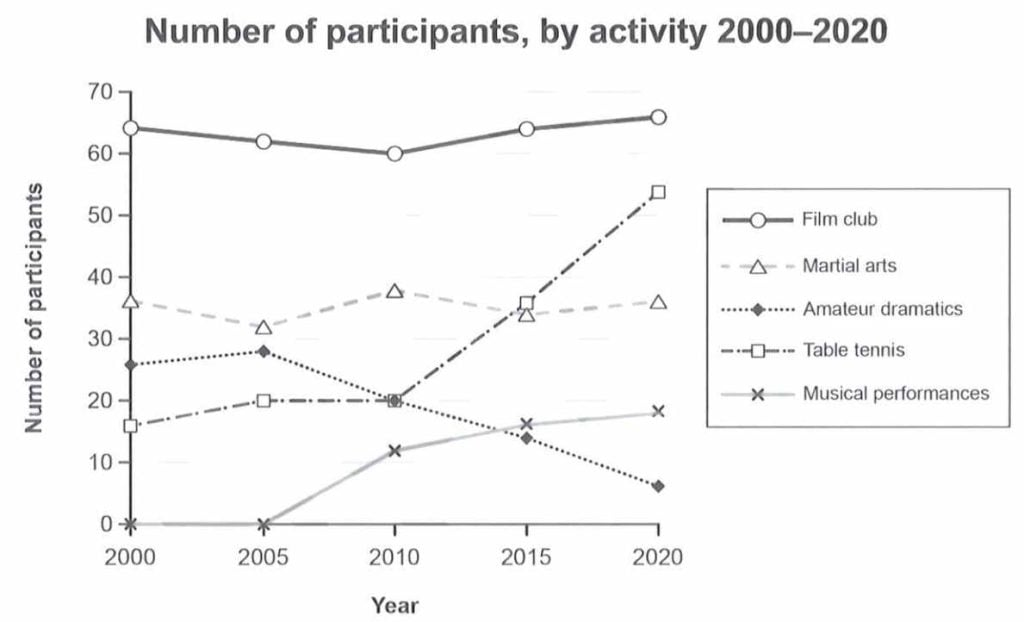 Number of participants, by activity 2000–2020
Number of participants
70
60
50
40
30
20
10
0
2000 2005 2010 2015 2020
Year
Film club
Martial arts
Amateur dramatics
Table tennis
Musical performances